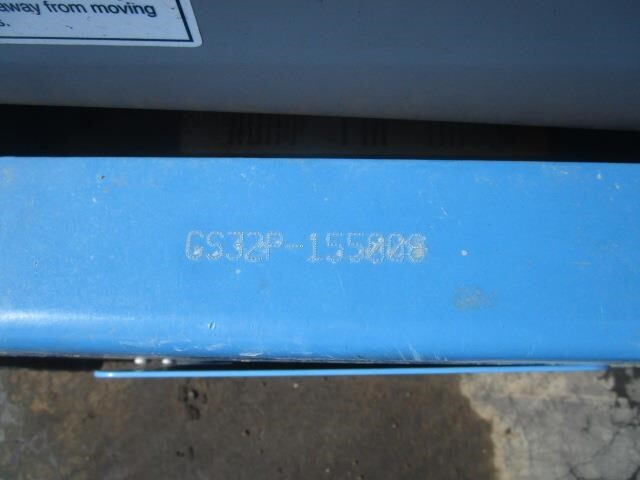 away from moving
s.
GS32P-155008